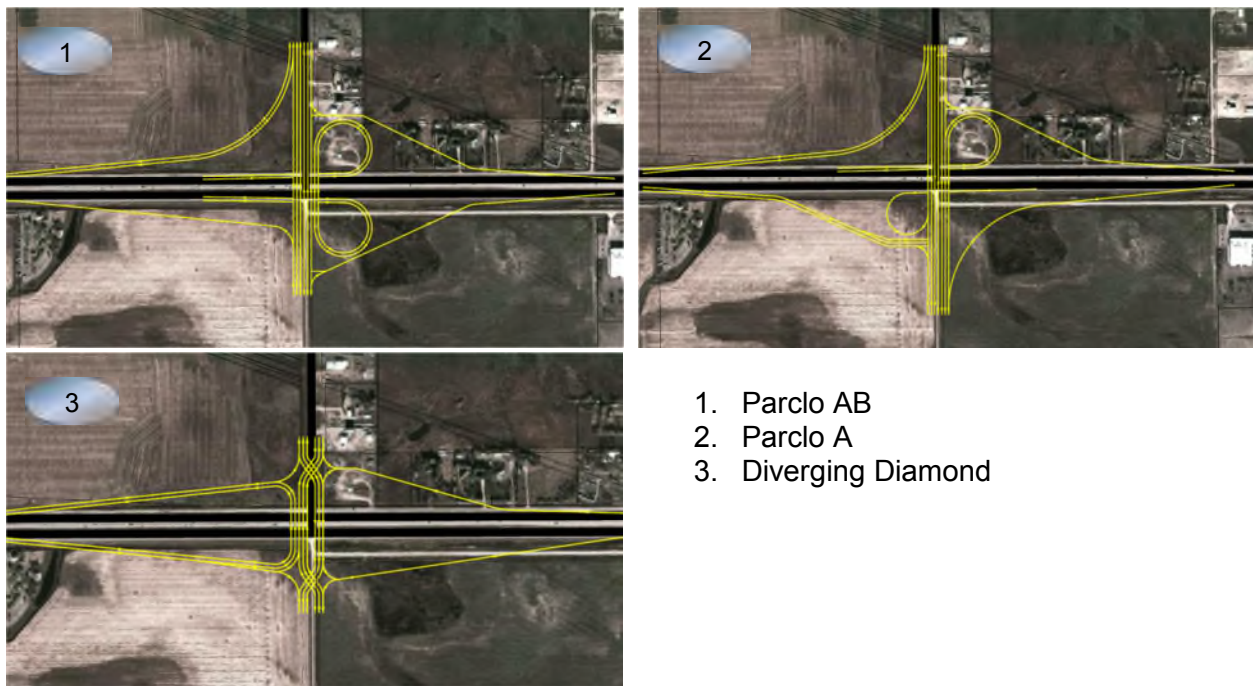 1
2
3
1. Parclo AB
2. Parclo A
3. Diverging Diamond